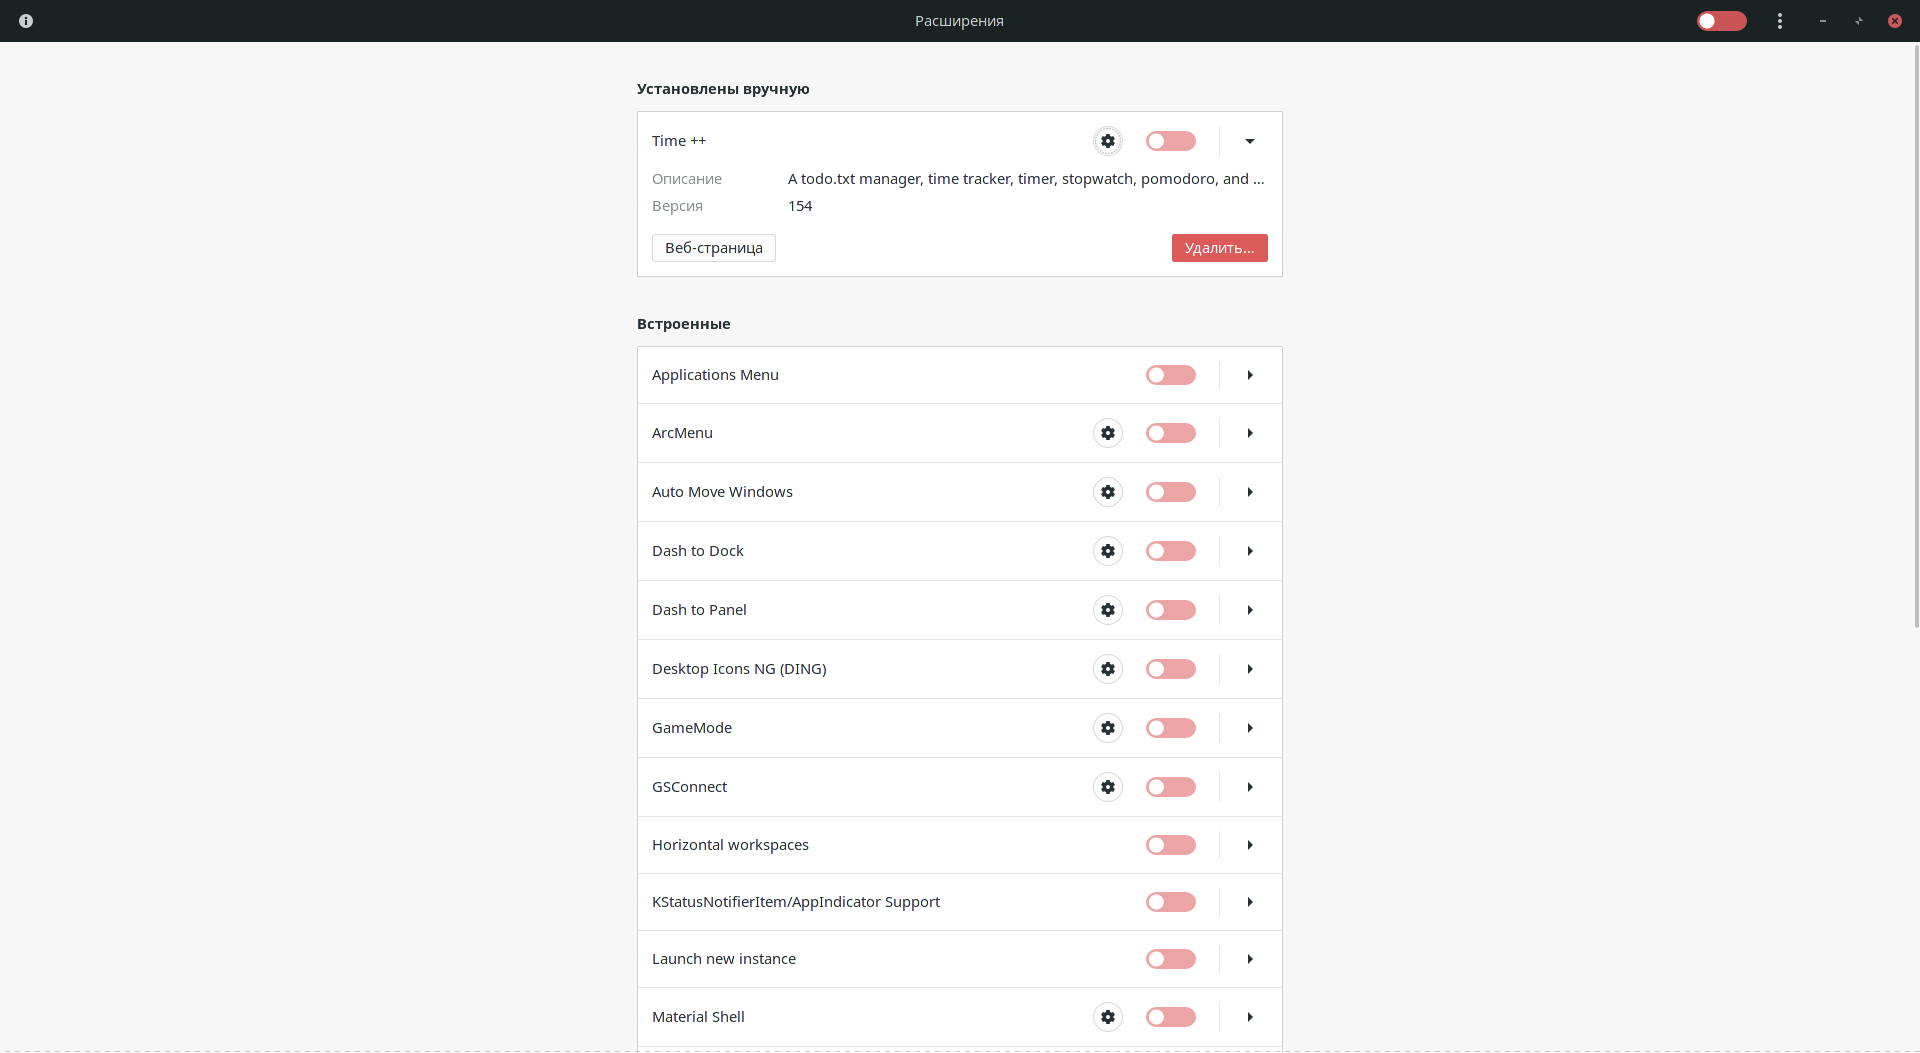 Расширения
Установлены вручную
Time ++
Описание A todo.txt manager, time tracker, timer, stopwatch, pomodoro, and …
Версия 154
Веб-страница Удалить…
Встроенные
Applications Menu
ArcMenu
Auto Move Windows
Dash to Dock
Dash to Panel
Desktop Icons NG (DING)
GameMode
GSConnect
Horizontal workspaces
KStatusNotifierItem/AppIndicator Support
Launch new instance
Material Shell